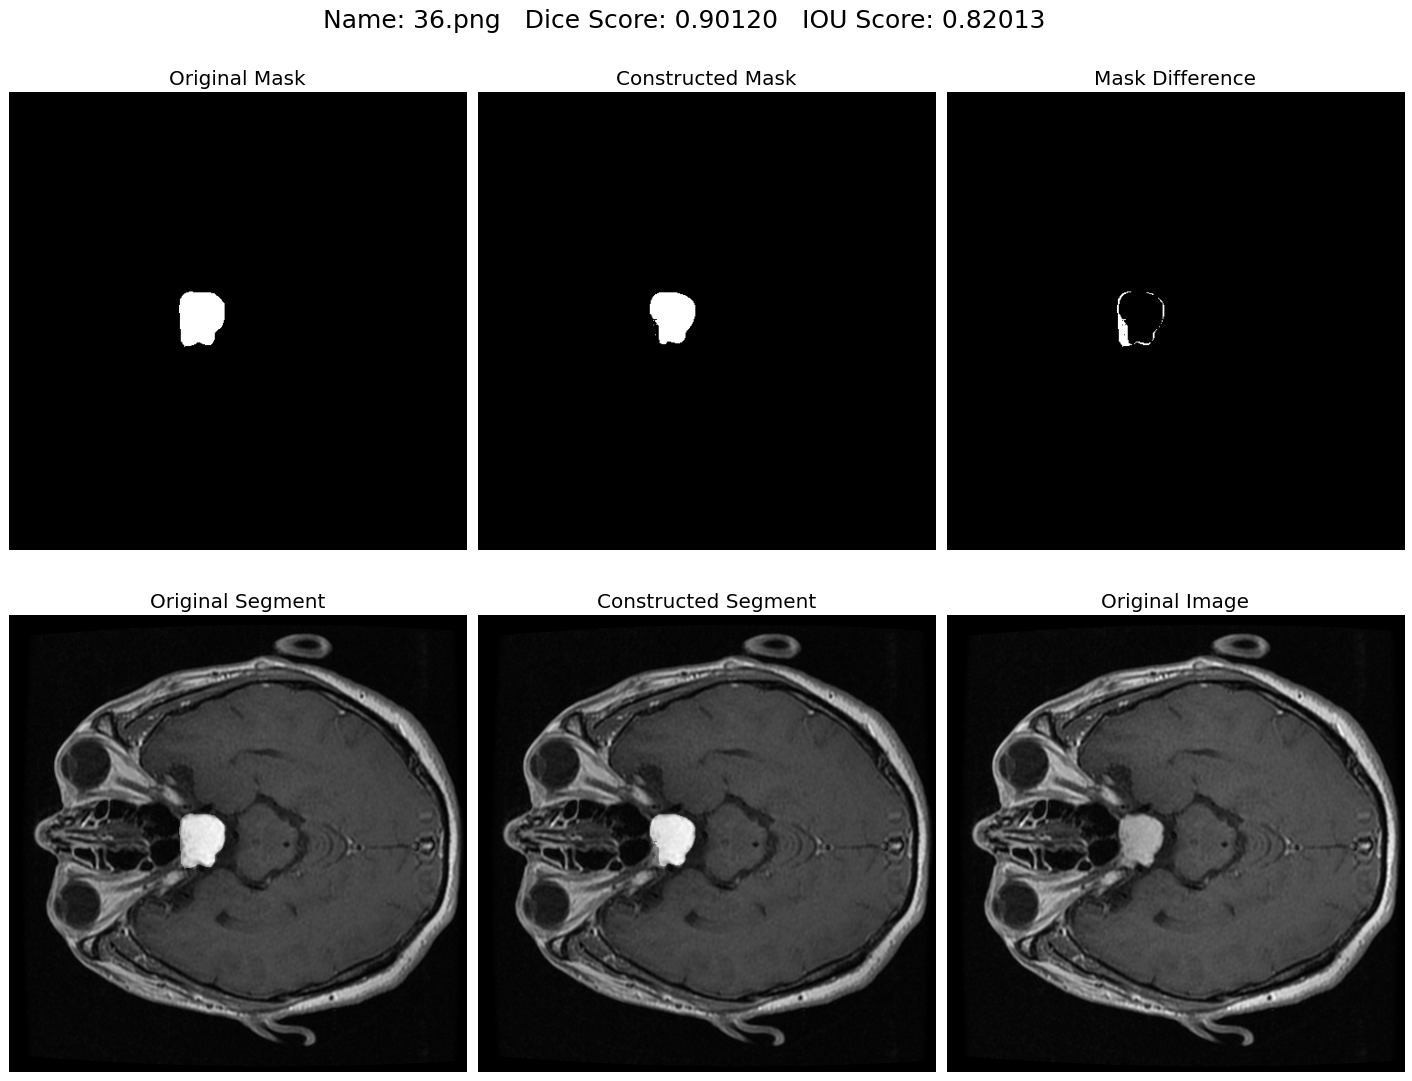 Name: 36.png   Dice Score: 0.90120   IOU Score: 0.82013
Original Mask
Constructed Mask
Mask Difference
Original Segment
Constructed Segment
Original Image